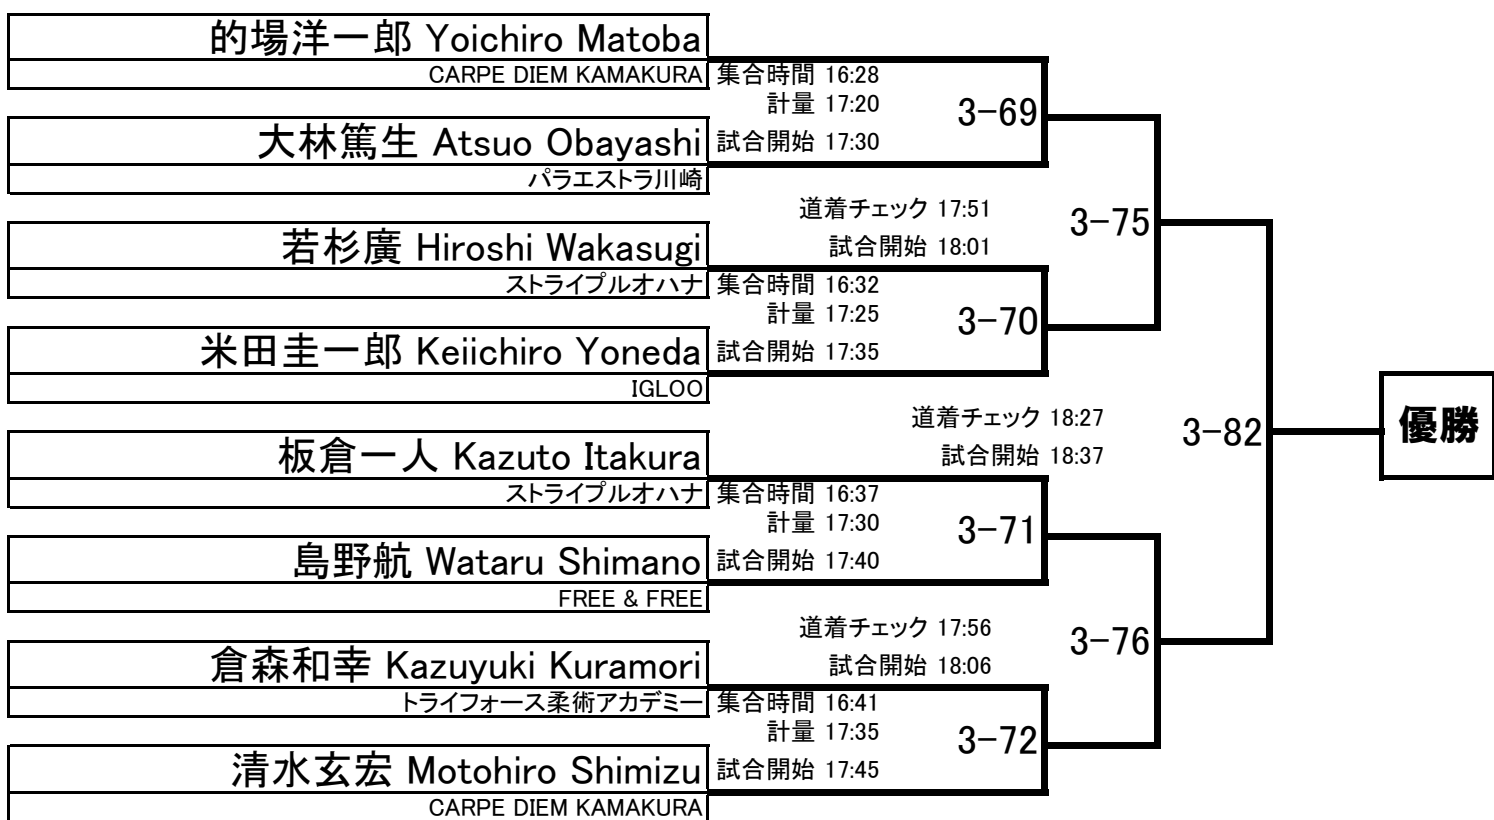 的場洋一郎 Yoichiro Matoba
CARPE DIEM KAMAKURA
集合時間 16:28
計量 17:20
3-69
大林篤生 Atsuo Obayashi
試合開始 17:30
パラエストラ川崎
道着チェック 17:51
3-75
試合開始 18:01
若杉廣 Hiroshi Wakasugi
ストライプルオハナ
集合時間 16:32
計量 17:25
3-70
米田圭一郎 Keiichiro Yoneda
試合開始 17:35
IGLOO
道着チェック 18:27
3-82
試合開始 18:37
優勝
板倉一人 Kazuto Itakura
ストライプルオハナ
集合時間 16:37
計量 17:30
3-71
島野航 Wataru Shimano
試合開始 17:40
FREE & FREE
道着チェック 17:56
3-76
試合開始 18:06
倉森和幸 Kazuyuki Kuramori
トライフォース柔術アカデミー
集合時間 16:41
計量 17:35
3-72
清水玄宏 Motohiro Shimizu
試合開始 17:45
CARPE DIEM KAMAKURA